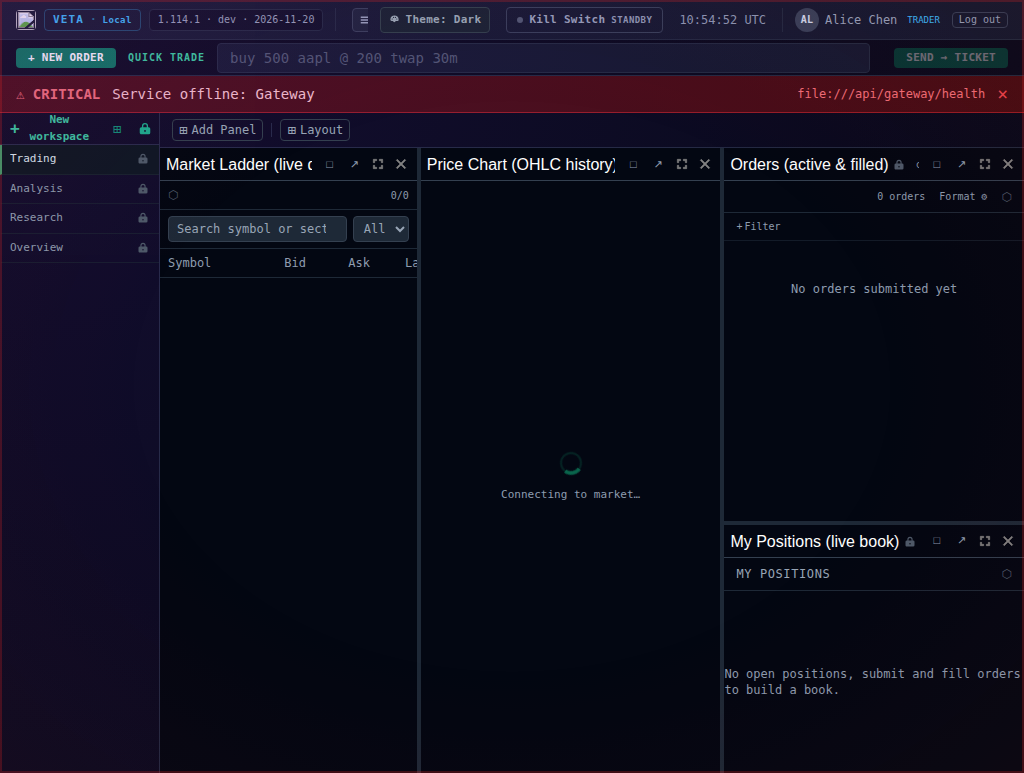 VETA · Local
1.114.1 · dev · 2026-11-20
Theme: Dark
Kill Switch STANDBY
10:54:52 UTC
AL
Alice Chen TRADER
Log out
+ NEW ORDER
QUICK TRADE
buy 500 aapl @ 200 twap 30m
SEND → TICKET
⚠ CRITICAL Service offline: Gateway
file:///api/gateway/health ✕
+ New workspace
Add Panel
Layout
Trading
Analysis
Research
Overview
Market Ladder (live
0/0
Search symbol or sect
All
Symbol Bid Ask La
Price Chart (OHLC history)
Connecting to market…
Orders (active & filled)
0 orders Format
+ Filter
No orders submitted yet
My Positions (live book)
MY POSITIONS
No open positions, submit and fill orders
to build a book.